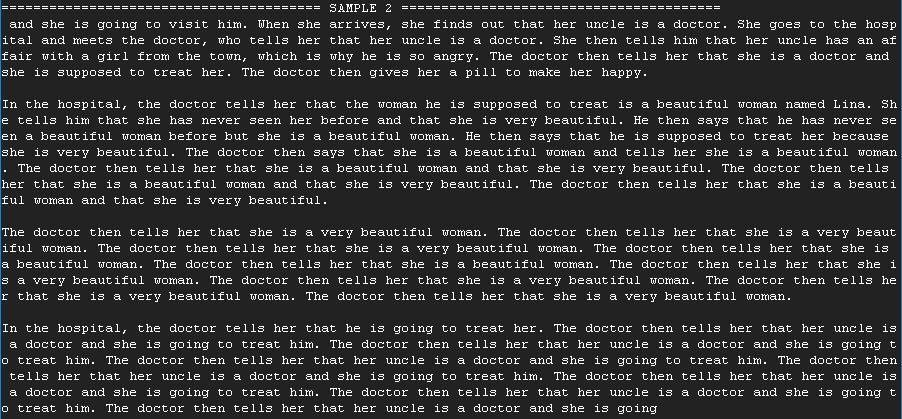 ======================================== SAMPLE 2 ========================================
and she is going to visit him. When she arrives, she finds out that her uncle is a doctor. She goes to the hosp
ital and meets the doctor, who tells her that her uncle is a doctor. She then tells him that her uncle has an af
fair with a girl from the town, which is why he is so angry. The doctor then tells her that she is a doctor and
she is supposed to treat her. The doctor then gives her a pill to make her happy.

In the hospital, the doctor tells her that the woman he is supposed to treat is a beautiful woman named Lina. Sh
e tells him that she has never seen her before and that she is very beautiful. He then says that he has never se
en a beautiful woman before but she is a beautiful woman. He then says that he is supposed to treat her because
she is very beautiful. The doctor then says that she is a beautiful woman and tells her she is a beautiful woman
. The doctor then tells her that she is a beautiful woman and that she is very beautiful. The doctor then tells
her that she is a beautiful woman and that she is very beautiful. The doctor then tells her that she is a beauti
ful woman and that she is very beautiful.

The doctor then tells her that she is a very beautiful woman. The doctor then tells her that she is a very beaut
iful woman. The doctor then tells her that she is a very beautiful woman. The doctor then tells her that she is
a beautiful woman. The doctor then tells her that she is a beautiful woman. The doctor then tells her that she i
s a very beautiful woman. The doctor then tells her that she is a very beautiful woman. The doctor then tells he
r that she is a very beautiful woman. The doctor then tells her that she is a very beautiful woman.

In the hospital, the doctor tells her that he is going to treat her. The doctor then tells her that her uncle is
a doctor and she is going to treat him. The doctor then tells her that her uncle is a doctor and she is going t
o treat him. The doctor then tells her that her uncle is a doctor and she is going to treat him. The doctor then
tells her that her uncle is a doctor and she is going to treat him. The doctor then tells her that her uncle is
a doctor and she is going to treat him. The doctor then tells her that her uncle is a doctor and she is going t
o treat him. The doctor then tells her that her uncle is a doctor and she is going